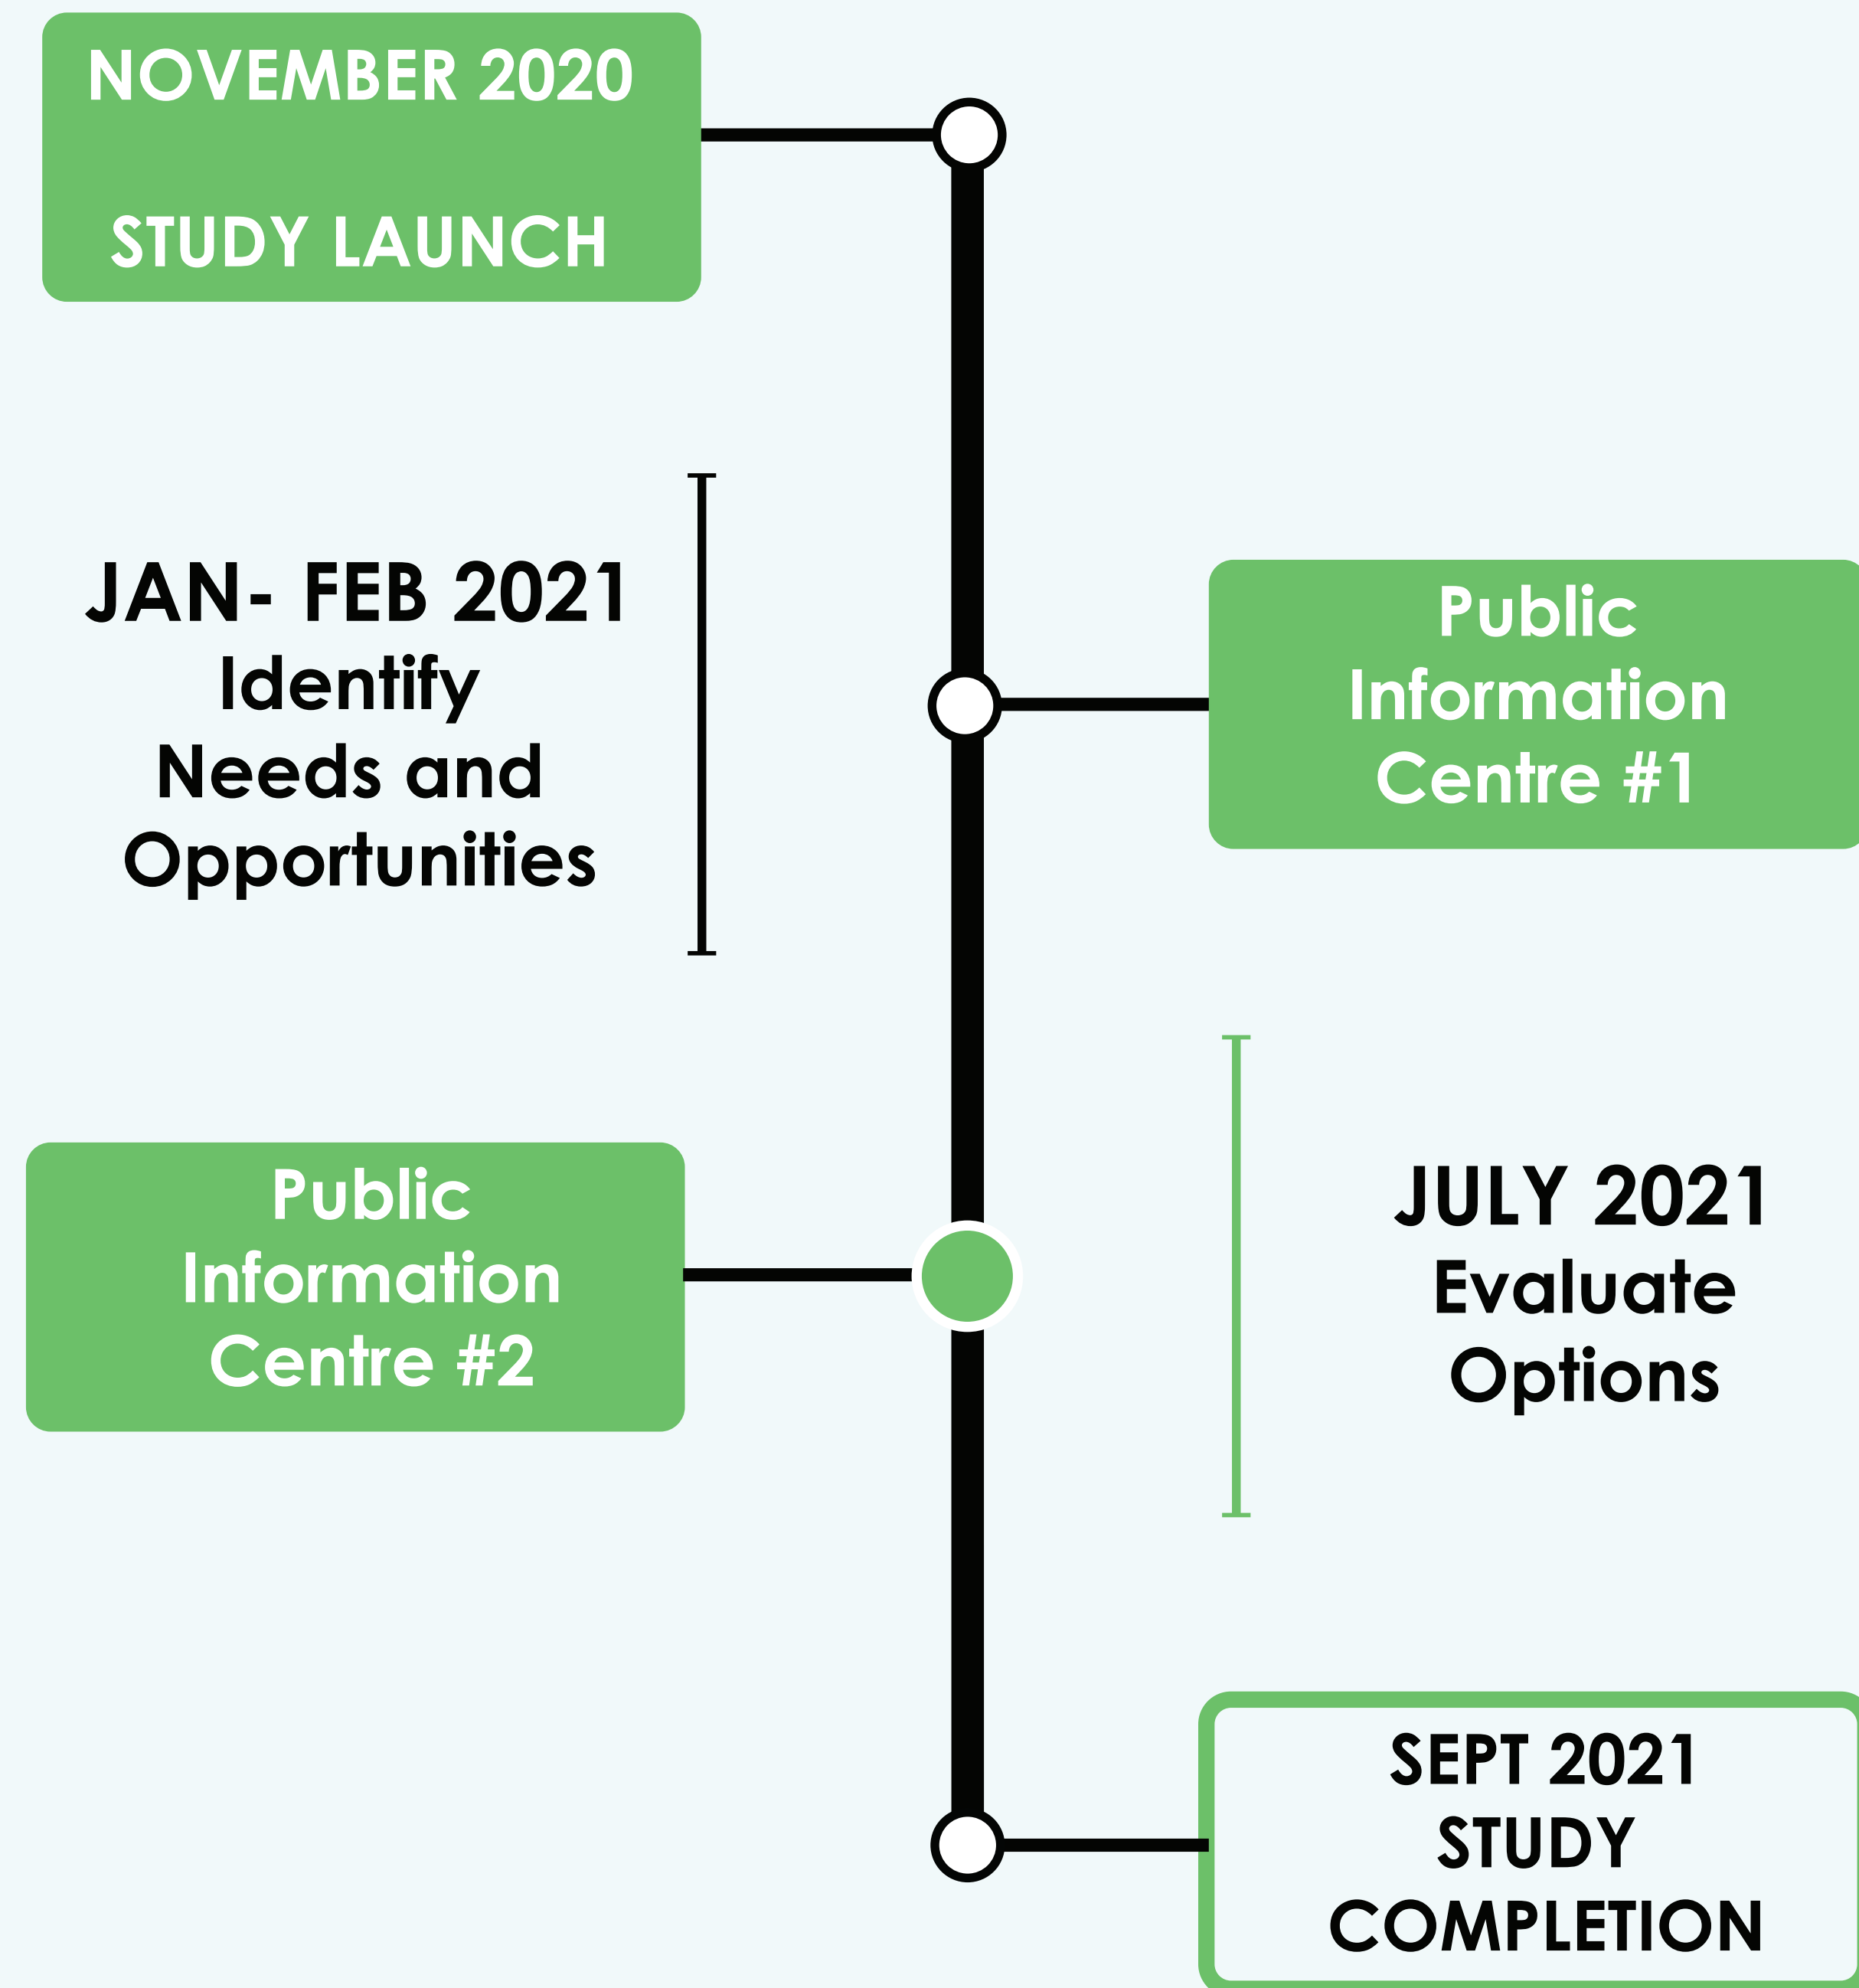 NOVEMBER 2020
STUDY LAUNCH
JAN- FEB 2021
Identify
Needs and
Opportunities
Public
Information
Centre #1
Public
Information
Centre #2
JULY 2021
Evaluate
Options
SEPT 2021
STUDY
COMPLETION